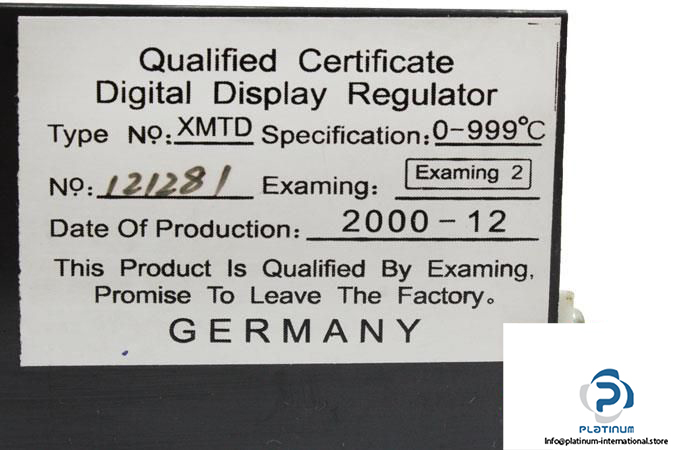 Qualified Certificate
Digital Display Regulator
Type Nº: XMTD Specification: 0-999℃
Nº: 121281 Examing: Examing 2
Date Of Production: 2000-12
This Product Is Qualified By Examing,
Promise To Leave The Factory。
GERMANY
PLATINUM
Info@platinum-international.store